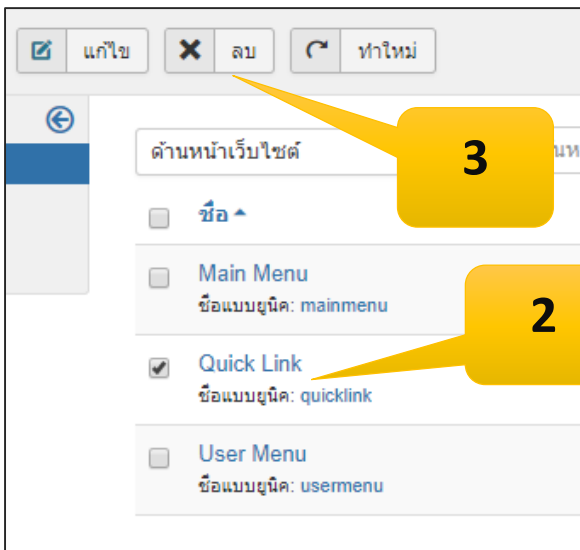 แก้ไข ลบ ทำใหม่
3
ด้านหน้าเว็บไซต์
ชื่อ
Main Menu
ชื่อแบบยูนิค: mainmenu
2
Quick Link
ชื่อแบบยูนิค: quicklink
User Menu
ชื่อแบบยูนิค: usermenu